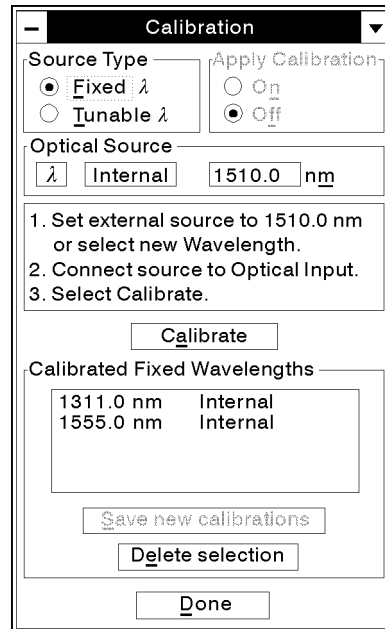 Calibration
Source Type
Fixed λ
Tunable λ
Apply Calibration
On
Off
Optical Source
λ Internal 1510.0 nm
1. Set external source to 1510.0 nm
or select new Wavelength.
2. Connect source to Optical Input.
3. Select Calibrate.
Calibrate
Calibrated Fixed Wavelengths
1311.0 nm Internal
1555.0 nm Internal
Save new calibrations
Delete selection
Done